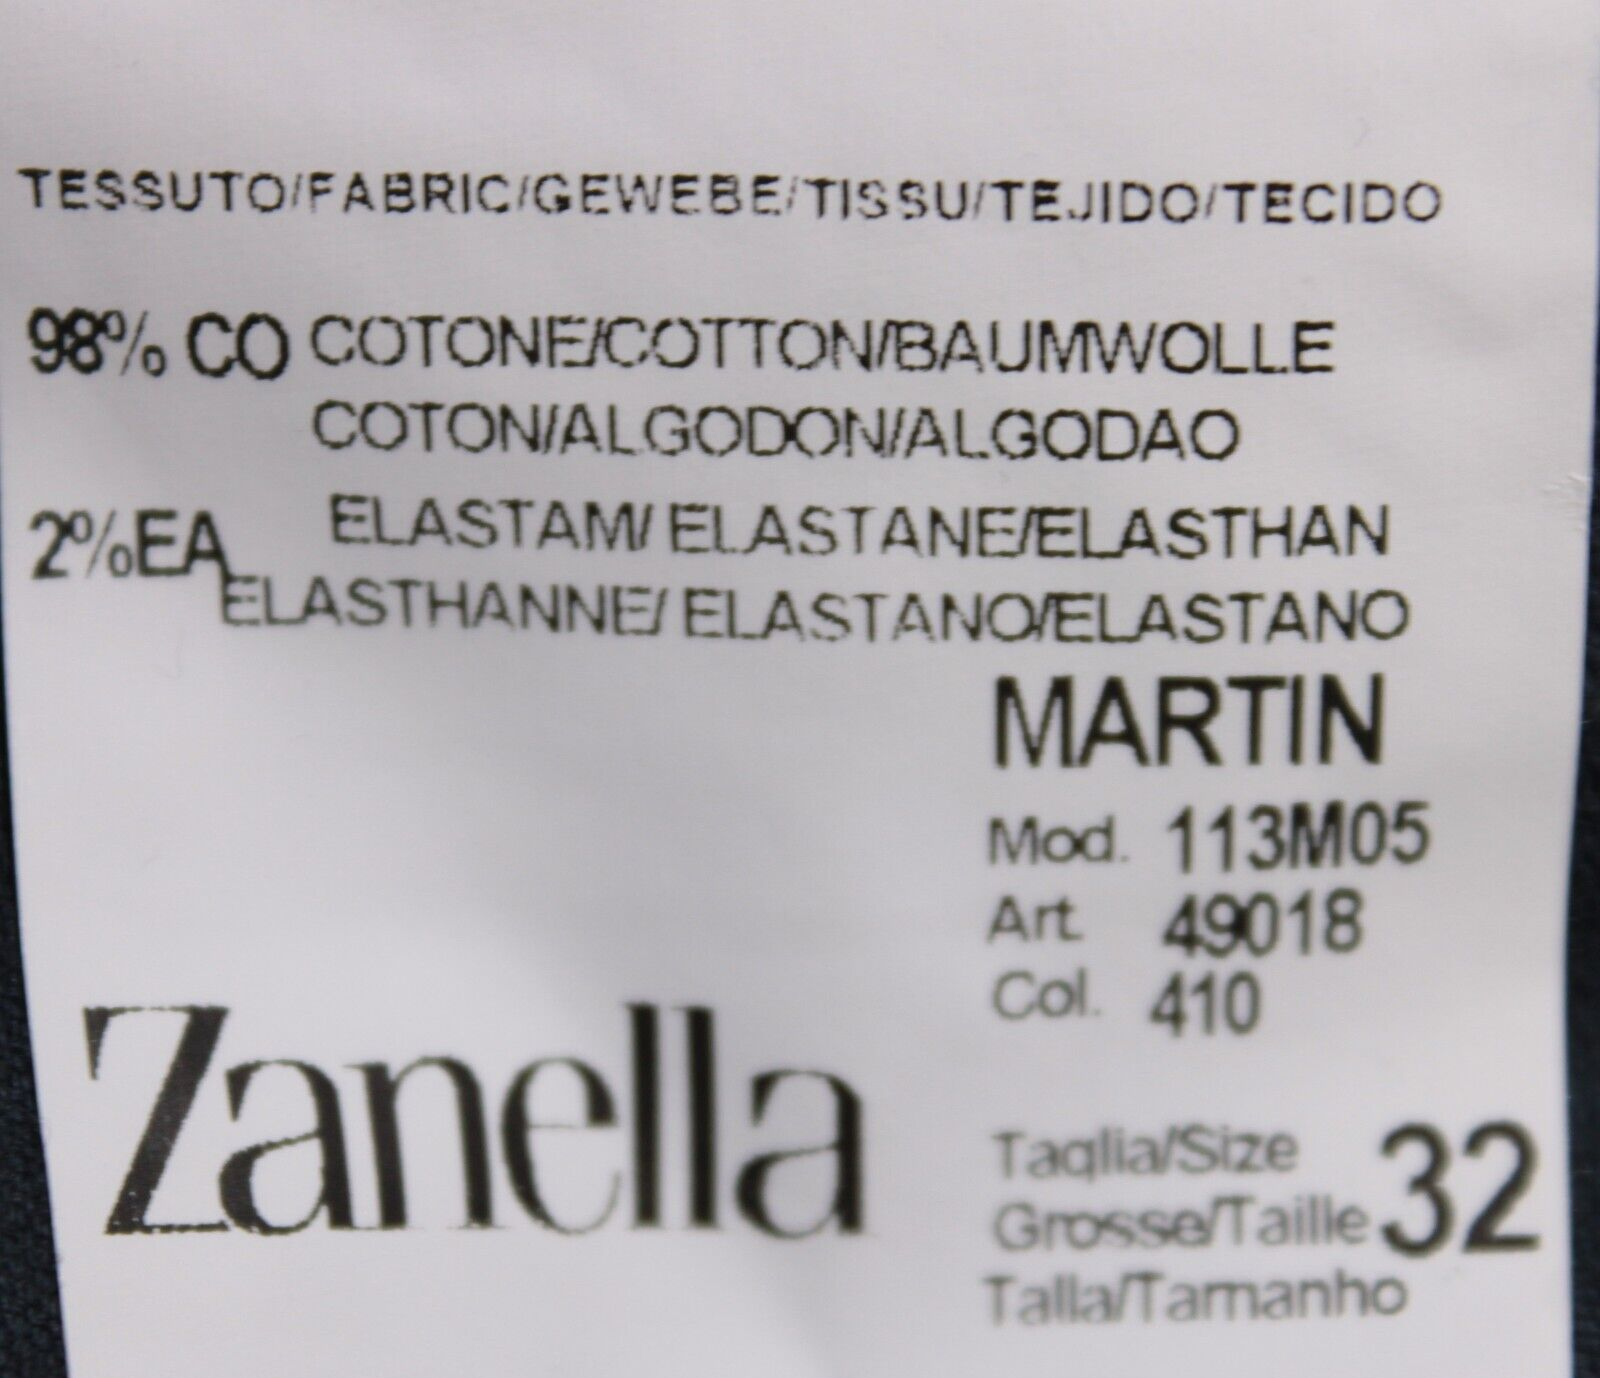 TESSUTO/FABRIC/GEWEBE/TISSU/TEJIDO/TECIDO
98% CO COTONE/COTTON/BAUMWOLLE
COTON/ALGODON/ALGODAO
2%EA ELASTAM/ ELASTANE/ELASTHAN
ELASTHANNE/ ELASTANO/ELASTANO
MARTIN
Mod. 113M05
Art. 49018
Col. 410
Zanella
Taglia/Size
Grosse/Taille 32
Talla/Tamanho